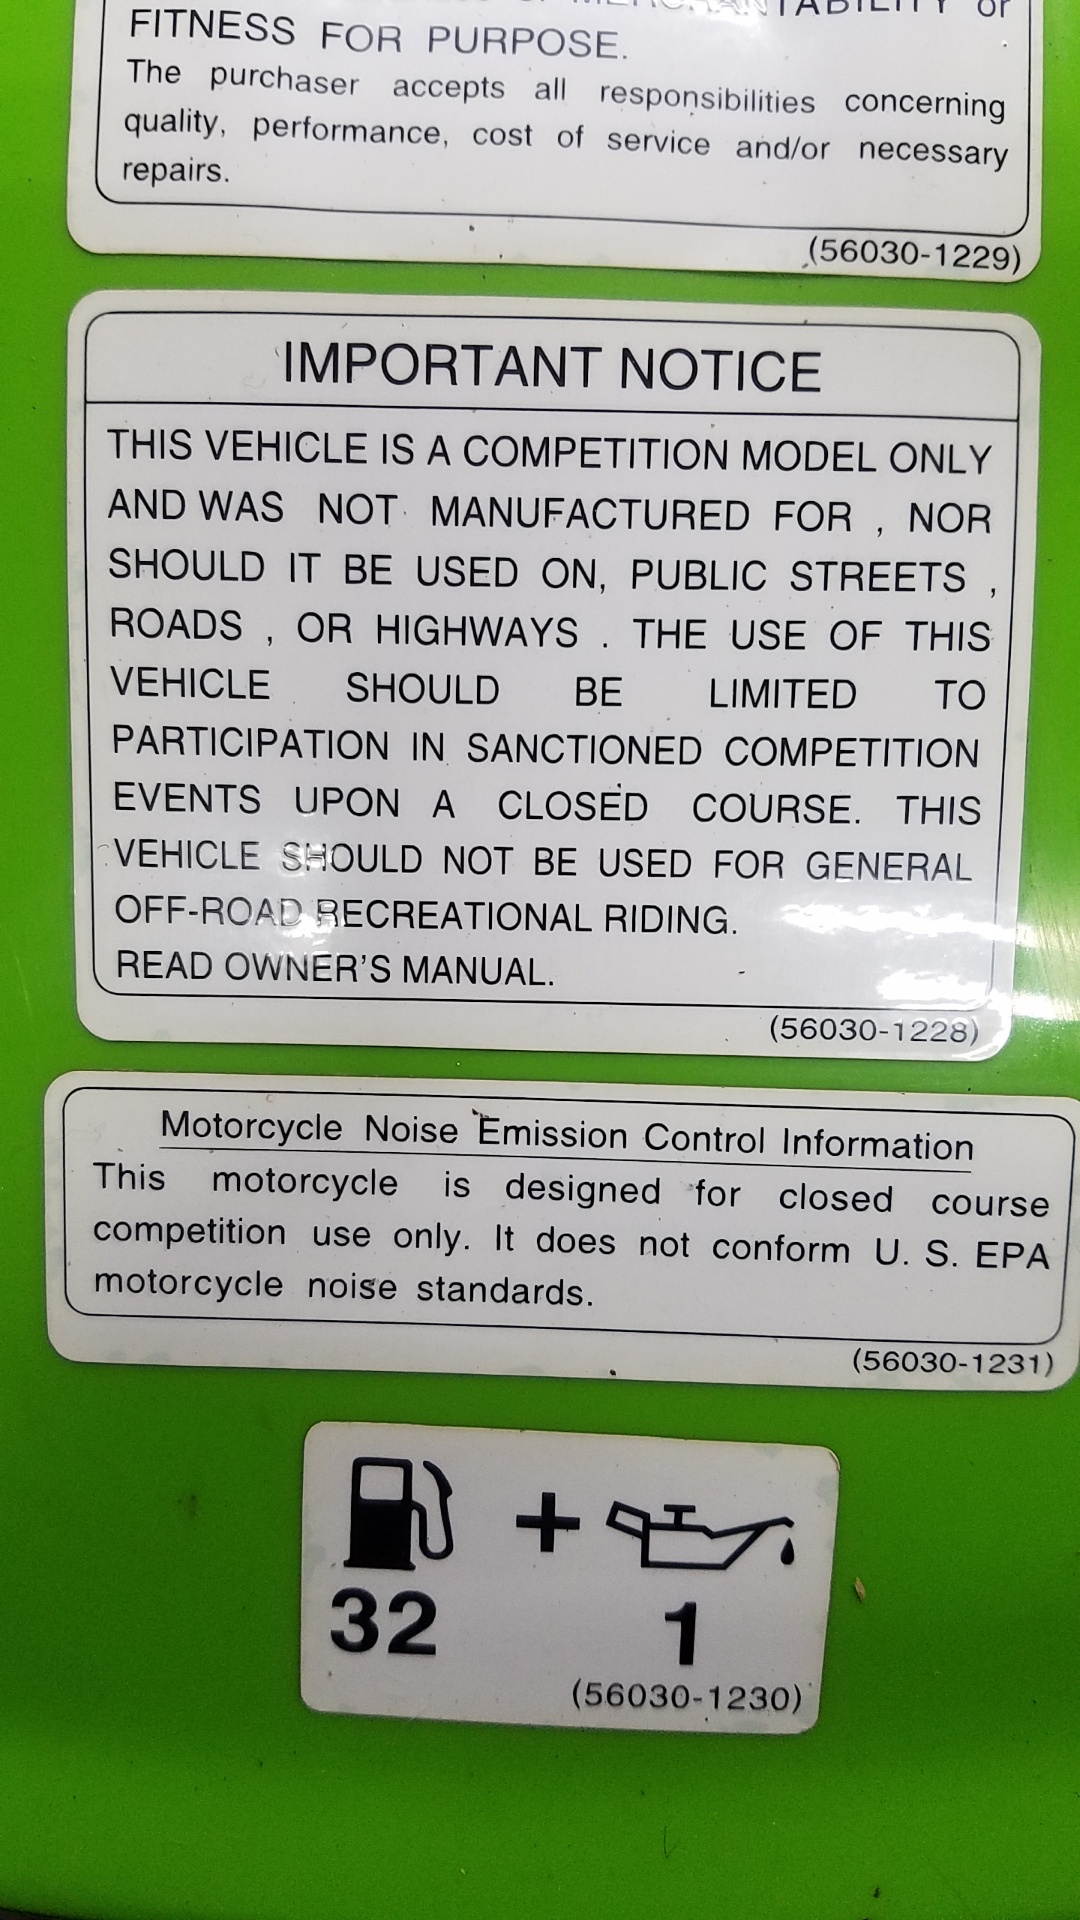 MERCHANTABILITY or
FITNESS FOR PURPOSE.
The purchaser accepts all responsibilities concerning
quality, performance, cost of service and/or necessary
repairs.
(56030-1229)
IMPORTANT NOTICE
THIS VEHICLE IS A COMPETITION MODEL ONLY
AND WAS NOT MANUFACTURED FOR , NOR
SHOULD IT BE USED ON, PUBLIC STREETS ,
ROADS , OR HIGHWAYS . THE USE OF THIS
VEHICLE SHOULD BE LIMITED TO
PARTICIPATION IN SANCTIONED COMPETITION
EVENTS UPON A CLOSED COURSE. THIS
VEHICLE SHOULD NOT BE USED FOR GENERAL
OFF-ROAD RECREATIONAL RIDING.
READ OWNER'S MANUAL.
(56030-1228)
Motorcycle Noise Emission Control Information
This motorcycle is designed for closed course
competition use only. It does not conform U. S. EPA
motorcycle noise standards.
(56030-1231)
+
32 1
(56030-1230)